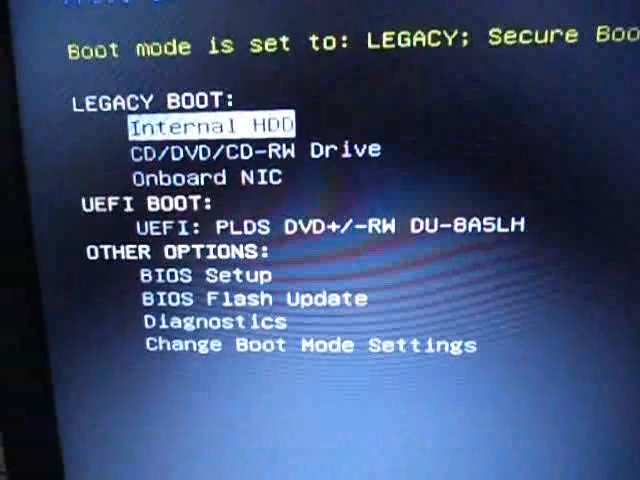 Boot mode is set to: LEGACY; Secure Boo
LEGACY BOOT:
Internal HDD
CD/DVD/CD-RW Drive
Onboard NIC
UEFI BOOT:
UEFI: PLDS DVD+/-RW DU-8A5LH
OTHER OPTIONS:
BIOS Setup
BIOS Flash Update
Diagnostics
Change Boot Mode Settings